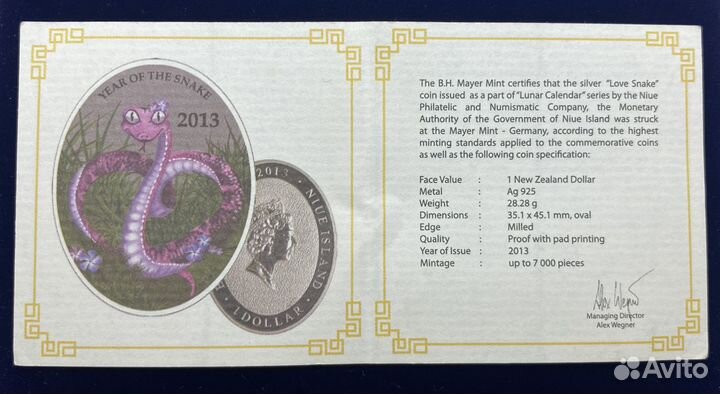 YEAR OF THE SNAKE
2013
2013 NIUE ISLAND
1 DOLLAR
The B.H. Mayer Mint certifies that the silver "Love Snake"
coin issued as a part of "Lunar Calendar" series by the Niue
Philatelic and Numismatic Company, the Monetary
Authority of the Government of Niue Island was struck
at the Mayer Mint - Germany, according to the highest
minting standards applied to the commemorative coins
as well as the following coin specification:
Face Value : 1 New Zealand Dollar
Metal : Ag 925
Weight : 28.28 g
Dimensions : 35.1 x 45.1 mm, oval
Edge : Milled
Quality : Proof with pad printing
Year of Issue : 2013
Mintage : up to 7 000 pieces
Alex Wegner
Managing Director
Alex Wegner
Avito